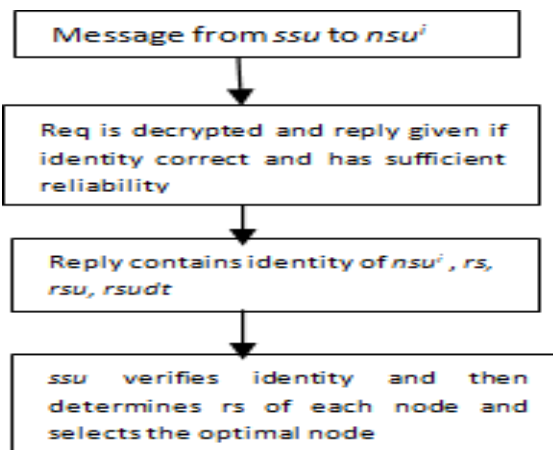 Message from ssu to nsuⁱ
Req is decrypted and reply given if
identity correct and has sufficient
reliability
Reply contains identity of nsuⁱ , rs,
rsu, rsudt
ssu verifies identity and then
determines rs of each node and
selects the optimal node